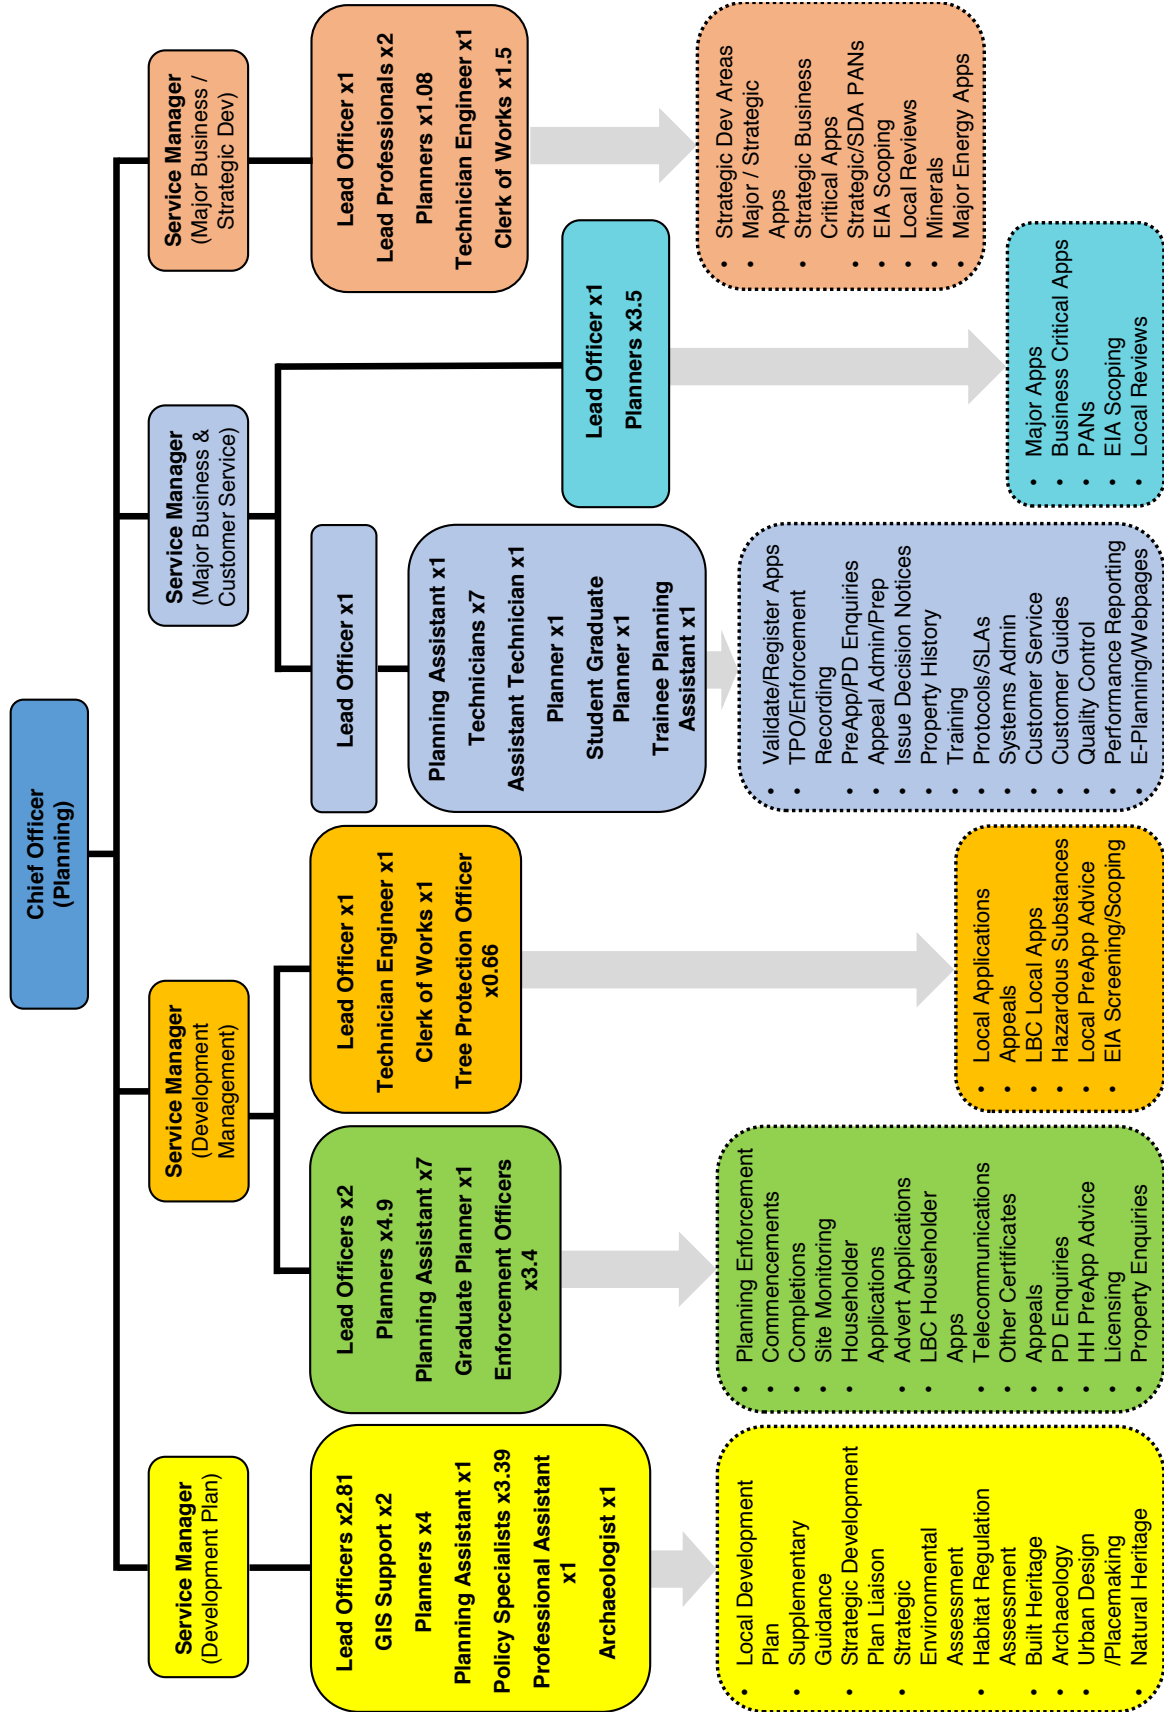 Chief Officer
(Planning)
Service Manager
(Development Plan)
Lead Officers x2.81
GIS Support x2
Planners x4
Planning Assistant x1
Policy Specialists x3.39
Professional Assistant
x1
Archaeologist x1
• Local Development
Plan
• Supplementary
Guidance
• Strategic Development
Plan Liaison
• Strategic
Environmental
Assessment
• Habitat Regulation
Assessment
• Built Heritage
• Archaeology
• Urban Design
/Placemaking
• Natural Heritage
Service Manager
(Development
Management)
Lead Officers x2
Planners x4.9
Planning Assistant x7
Graduate Planner x1
Enforcement Officers
x3.4
• Planning Enforcement
• Commencements
• Completions
• Site Monitoring
• Householder
Applications
• Advert Applications
• LBC Householder
Apps
• Telecommunications
• Other Certificates
• Appeals
• PD Enquiries
• HH PreApp Advice
• Licensing
• Property Enquiries
Lead Officer x1
Technician Engineer x1
Clerk of Works x1
Tree Protection Officer
x0.66
• Local Applications
• Appeals
• LBC Local Apps
• Hazardous Substances
• Local PreApp Advice
• EIA Screening/Scoping
Service Manager
(Major Business &
Customer Service)
Lead Officer x1
Planning Assistant x1
Technicians x7
Assistant Technician x1
Planner x1
Student Graduate
Planner x1
Trainee Planning
Assistant x1
• Validate/Register Apps
• TPO/Enforcement
Recording
• PreApp/PD Enquiries
• Appeal Admin/Prep
• Issue Decision Notices
• Property History
• Training
• Protocols/SLAs
• Systems Admin
• Customer Service
• Customer Guides
• Quality Control
• Performance Reporting
• E-Planning/Webpages
Lead Officer x1
Planners x3.5
• Major Apps
• Business Critical Apps
• PANs
• EIA Scoping
• Local Reviews
Service Manager
(Major Business /
Strategic Dev)
Lead Officer x1
Lead Professionals x2
Planners x1.08
Technician Engineer x1
Clerk of Works x1.5
• Strategic Dev Areas
• Major / Strategic
Apps
• Strategic Business
Critical Apps
• Strategic/SDA PANs
• EIA Scoping
• Local Reviews
• Minerals
• Major Energy Apps